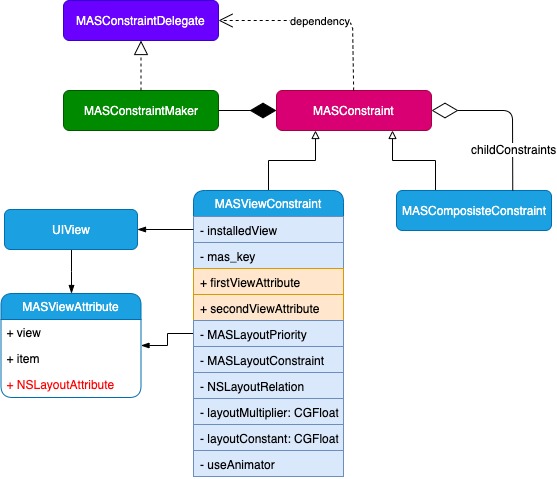 MASConstraintDelegate
dependency
MASConstraintMaker
MASConstraint
childConstraints
MASViewConstraint
MASComposisteConstraint
- installedView
UIView
- mas_key
+ firstViewAttribute
+ secondViewAttribute
MASViewAttribute
+ view
+ item
+ NSLayoutAttribute
- MASLayoutPriority
- MASLayoutConstraint
- NSLayoutRelation
- layoutMultiplier: CGFloat
- layoutConstant: CGFloat
- useAnimator